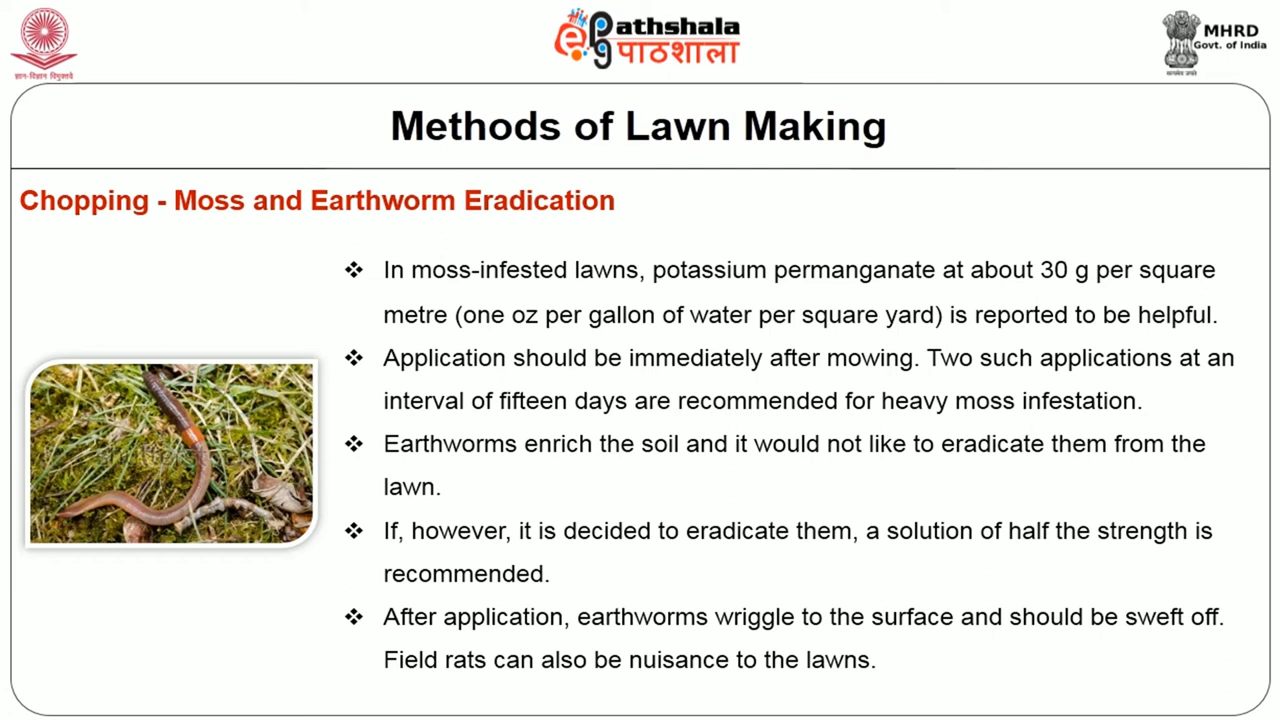 ज्ञान-विज्ञान विमुक्तये
ePathshala
पाठशाला
MHRD
Govt. of India
सत्यमेव जयते
Methods of Lawn Making
Chopping - Moss and Earthworm Eradication
❖ In moss-infested lawns, potassium permanganate at about 30 g per square
metre (one oz per gallon of water per square yard) is reported to be helpful.
❖ Application should be immediately after mowing. Two such applications at an
interval of fifteen days are recommended for heavy moss infestation.
❖ Earthworms enrich the soil and it would not like to eradicate them from the
lawn.
❖ If, however, it is decided to eradicate them, a solution of half the strength is
recommended.
❖ After application, earthworms wriggle to the surface and should be sweft off.
Field rats can also be nuisance to the lawns.